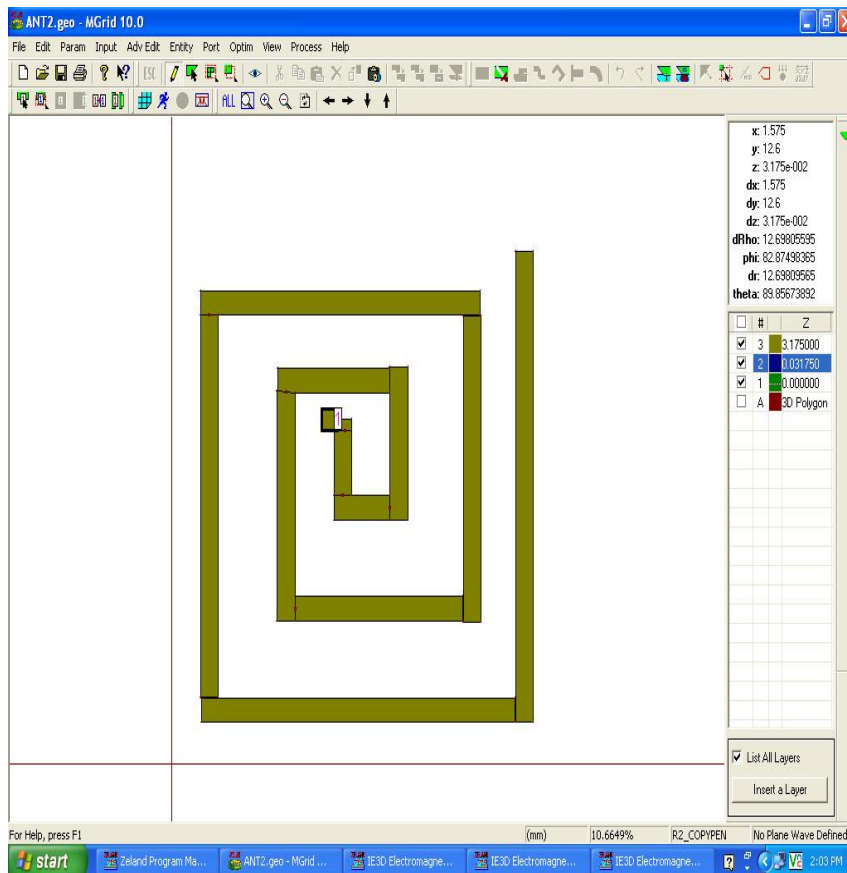 ANT2.geo - MGrid 10.0
File Edit Param Input Adv Edit Entity Port Optim View Process Help
ESC
ALL
x: 1.575
y: 12.6
z: 3.175e-002
dx: 1.575
dy: 12.6
dz: 3.175e-002
dRho: 12.69805595
phi: 82.87498365
dr: 12.69809565
theta: 89.85673892
# Z
3 3.175000
2 0.031750
1 0.000000
A 3D Polygon
1
List All Layers
Insert a Layer
For Help, press F1 (mm) 10.6649% R2_COPYPEN No Plane Wave Defined
start Zeland Program Ma... ANT2.geo - MGrid ... IE3D Electromagne... IE3D Electromagne... IE3D Electromagne... 2:03 PM